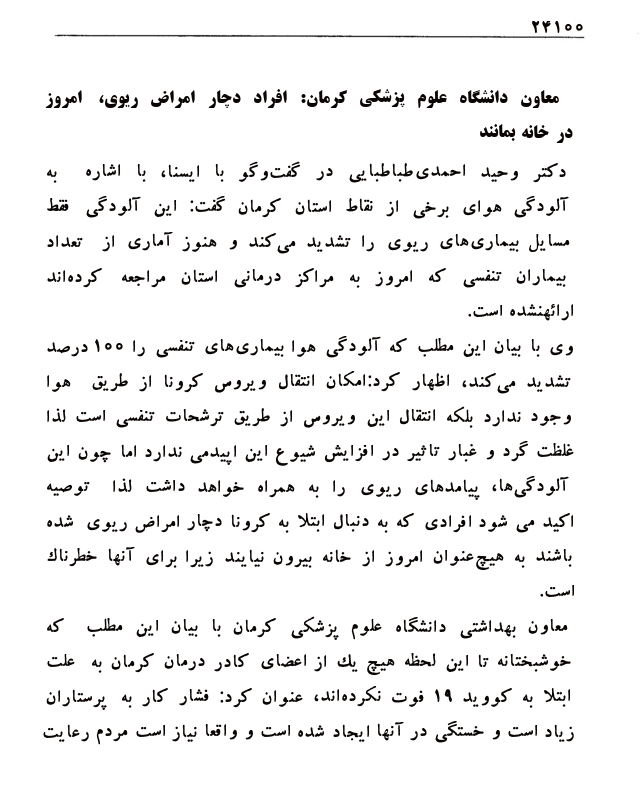 ۲۴۱۰۰
معاون دانشگاه علوم پزشکی کرمان: افراد دچار امراض ریوی، امروز
در خانه بمانند
دکتر وحید احمدی‌طباطبایی در گفت‌وگو با ایسنا، با اشاره به
آلودگی هوای برخی از نقاط استان کرمان گفت: این آلودگی فقط
مسایل بیماری‌های ریوی را تشدید می‌کند و هنوز آماری از تعداد
بیماران تنفسی که امروز به مراکز درمانی استان مراجعه کرده‌اند
ارائهنشده است.
وی با بیان این مطلب که آلودگی هوا بیماری‌های تنفسی را ۱۰۰ درصد
تشدید می‌کند، اظهار کرد:امکان انتقال ویروس کرونا از طریق هوا
وجود ندارد بلکه انتقال این ویروس از طریق ترشحات تنفسی است لذا
غلظت گرد و غبار تاثیر در افزایش شیوع این اپیدمی ندارد اما چون این
آلودگی‌ها، پیامدهای ریوی را به همراه خواهد داشت لذا توصیه
اکید می شود افرادی که به دنبال ابتلا به کرونا دچار امراض ریوی شده
باشند به هیچ‌عنوان امروز از خانه بیرون نیایند زیرا برای آنها خطرناک
است.
معاون بهداشتی دانشگاه علوم پزشکی کرمان با بیان این مطلب که
خوشبختانه تا این لحظه هیچ یک از اعضای کادر درمان کرمان به علت
ابتلا به کووید ۱۹ فوت نکرده‌اند، عنوان کرد: فشار کار به پرستاران
زیاد است و خستگی در آنها ایجاد شده است و واقعا نیاز است مردم رعایت